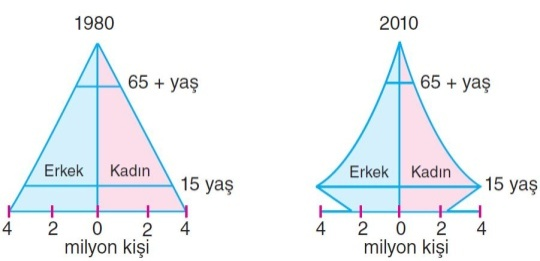 1980
65 + yaş
Erkek Kadın
15 yaş
4 2 0 2 4
milyon kişi
2010
65 + yaş
Erkek Kadın
15 yaş
4 2 0 2 4
milyon kişi